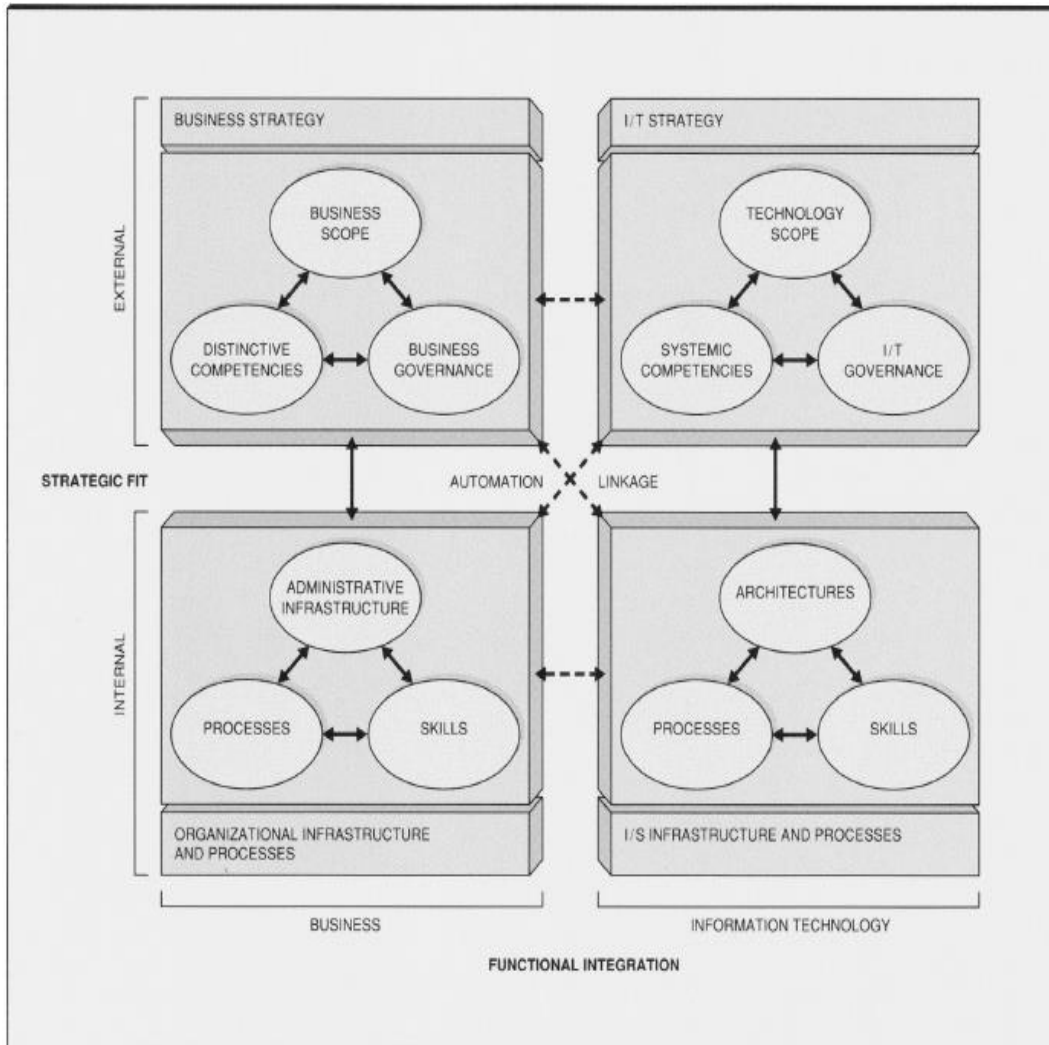 BUSINESS STRATEGY
I/T STRATEGY
BUSINESS
SCOPE
TECHNOLOGY
SCOPE
EXTERNAL
DISTINCTIVE
COMPETENCIES
BUSINESS
GOVERNANCE
SYSTEMIC
COMPETENCIES
I/T
GOVERNANCE
STRATEGIC FIT
AUTOMATION
LINKAGE
ADMINISTRATIVE
INFRASTRUCTURE
ARCHITECTURES
INTERNAL
PROCESSES
SKILLS
PROCESSES
SKILLS
ORGANIZATIONAL INFRASTRUCTURE
AND PROCESSES
I/S INFRASTRUCTURE AND PROCESSES
BUSINESS
INFORMATION TECHNOLOGY
FUNCTIONAL INTEGRATION